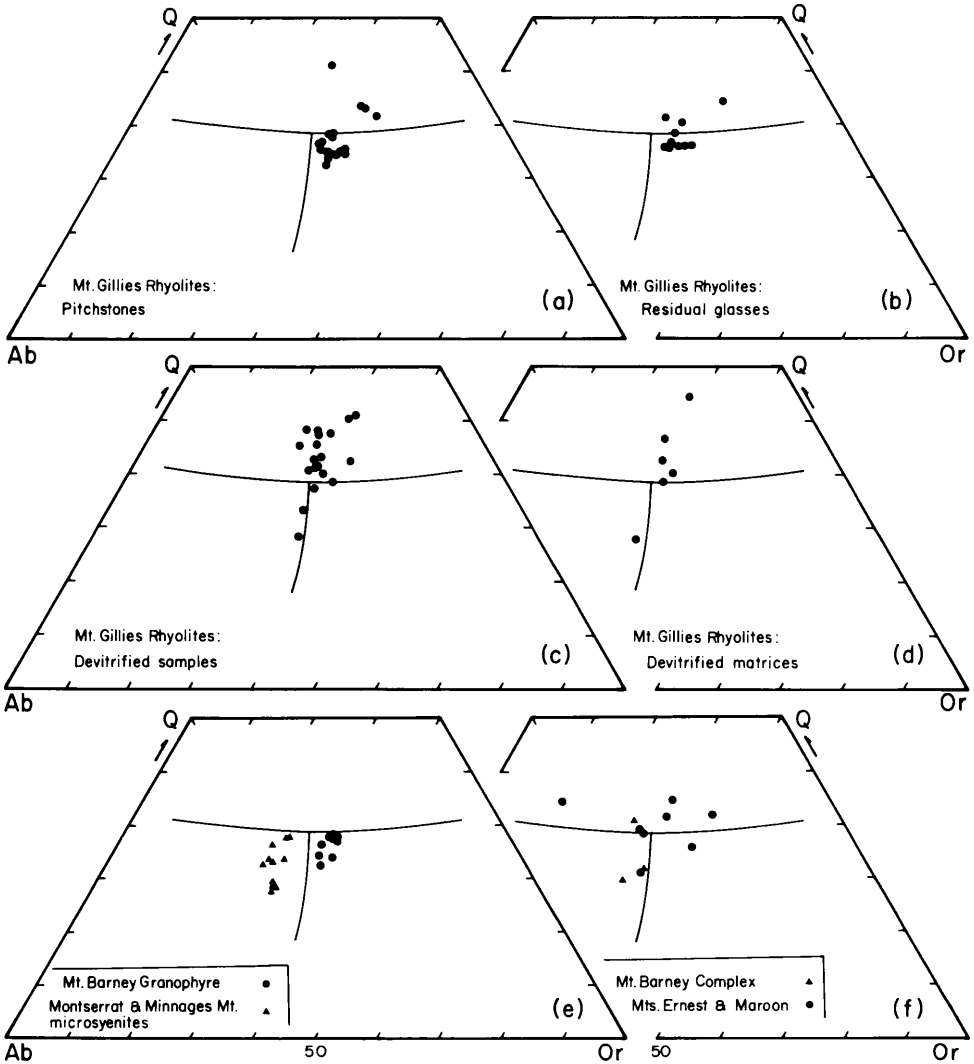 Q
Q
Mt. Gillies Rhyolites:
Pitchstones
(a)
Mt. Gillies Rhyolites:
Residual glasses
(b)
Ab
Or
Q
Q
Mt. Gillies Rhyolites:
Devitrified samples
(c)
Mt. Gillies Rhyolites:
Devitrified matrices
(d)
Ab
Or
Q
Q
Mt. Barney Granophyre
Montserrat & Minnages Mt.
microsyenites
(e)
Mt. Barney Complex
Mts. Ernest & Maroon
(f)
Ab
50
Or
50
Or